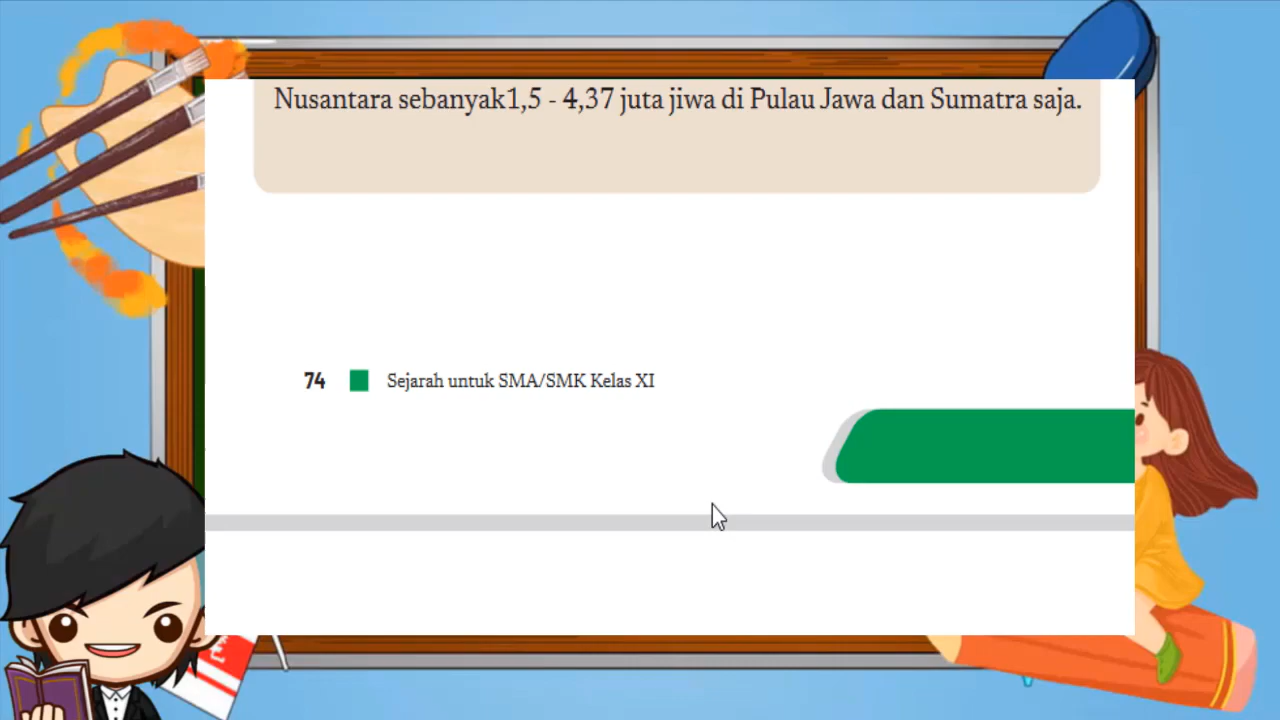 Nusantara sebanyak1,5 - 4,37 juta jiwa di Pulau Jawa dan Sumatra saja.
74 Sejarah untuk SMA/SMK Kelas XI